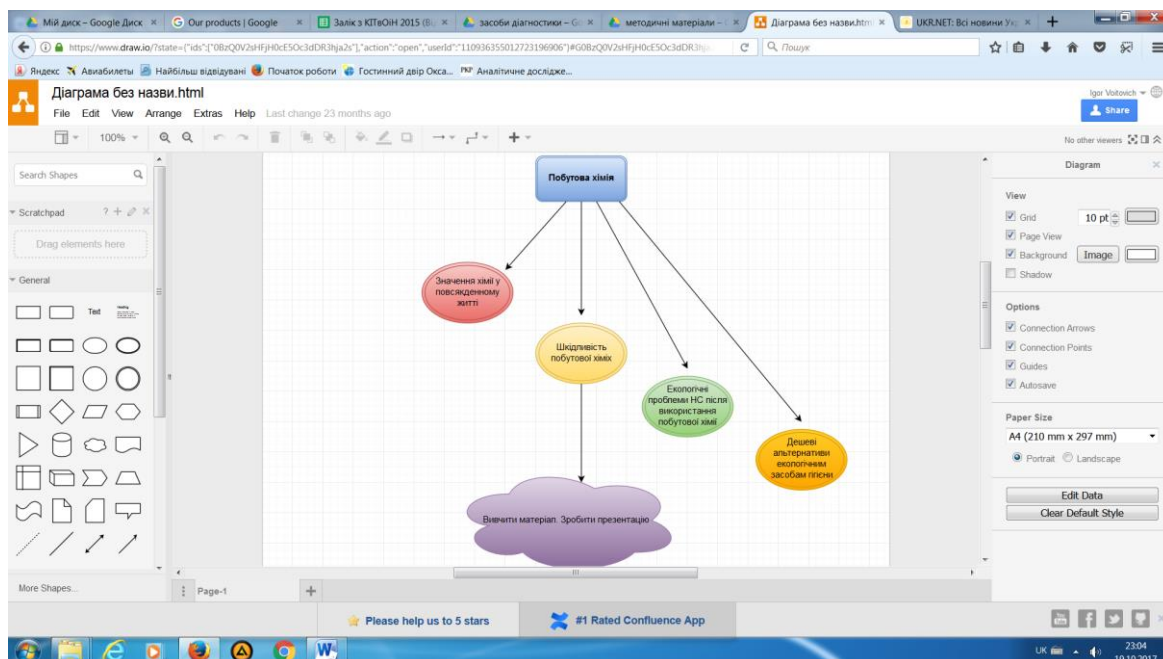 Мій диск – Google Диск
Our products | Google
Залік з КІТвОіН 2015 (Ві
засоби діагностики – Go
методичні матеріали –
Діаграма без назви.html
UKR.NET: Всі новини Укр
https://www.draw.io/?state={"ids":["0BzQ0V2sHFjH0cE5Oc3dDR3hja2s"],"action":"open","userId":"110936355012723196906"}#G0BzQ0V2sHFjH0cE5Oc3dDR3hja
Пошук
Яндекс Авиабилеты Найбільш відвідувані Початок роботи Гостинний двір Окса... Аналітичне дослідже...
Діаграма без назви.html
Igor Voitovich
File Edit View Arrange Extras Help Last change 23 months ago
Share
100%
No other viewers
Search Shapes
Scratchpad ? +
Drag elements here
General
Text
More Shapes...
Побутова хімія
Значення хімії у
повсякденному
житті
Шкідливість
побутової хіміх
Екологічні
проблеми НС після
використання
побутової хімії
Дешеві
альтернативи
екологічним
засобам гігієни
Вивчити матеріал. Зробити презентацію
Diagram
View
Grid 10 pt
Page View
Background Image
Shadow
Options
Connection Arrows
Connection Points
Guides
Autosave
Paper Size
A4 (210 mm x 297 mm)
Portrait Landscape
Edit Data
Clear Default Style
Page-1
Please help us to 5 stars
#1 Rated Confluence App
UK
23:04
19.10.2017